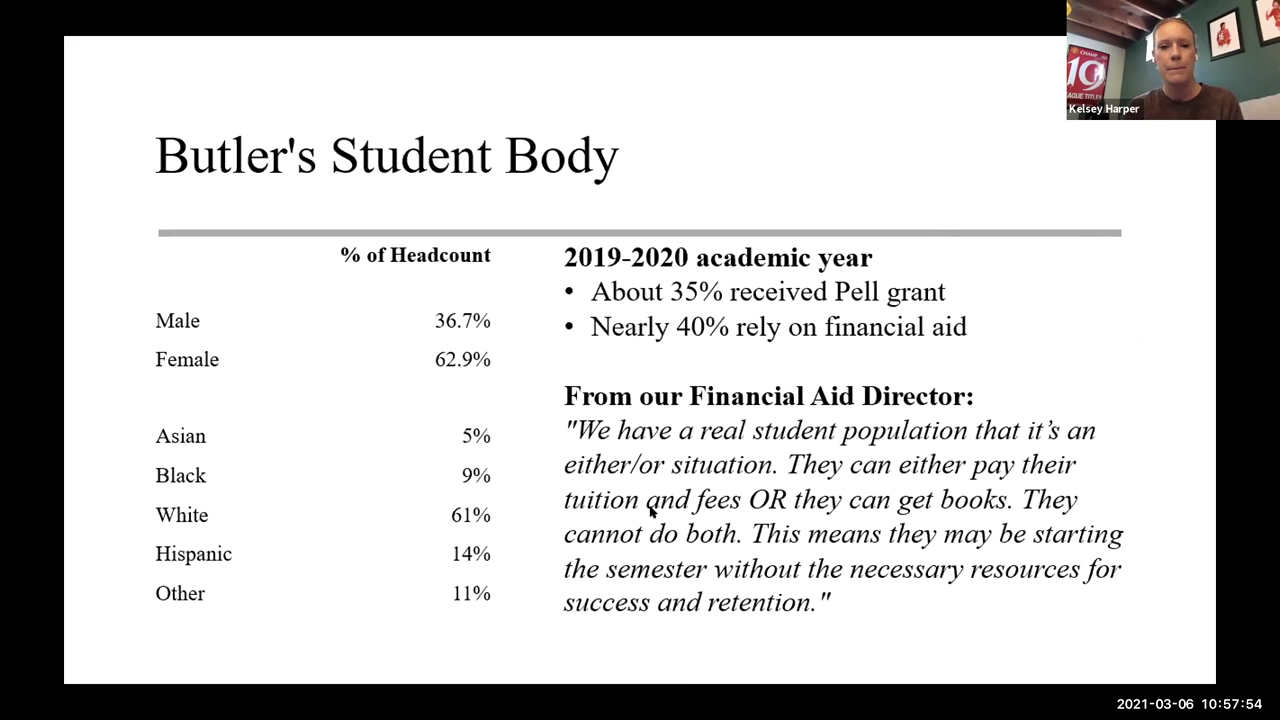 CHAMP
19
AGUE TITLES
Kelsey Harper
Butler's Student Body
% of Headcount
Male 36.7%
Female 62.9%
Asian 5%
Black 9%
White 61%
Hispanic 14%
Other 11%
2019-2020 academic year
• About 35% received Pell grant
• Nearly 40% rely on financial aid
From our Financial Aid Director:
"We have a real student population that it’s an
either/or situation. They can either pay their
tuition and fees OR they can get books. They
cannot do both. This means they may be starting
the semester without the necessary resources for
success and retention."
2021-03-06 10:57:54